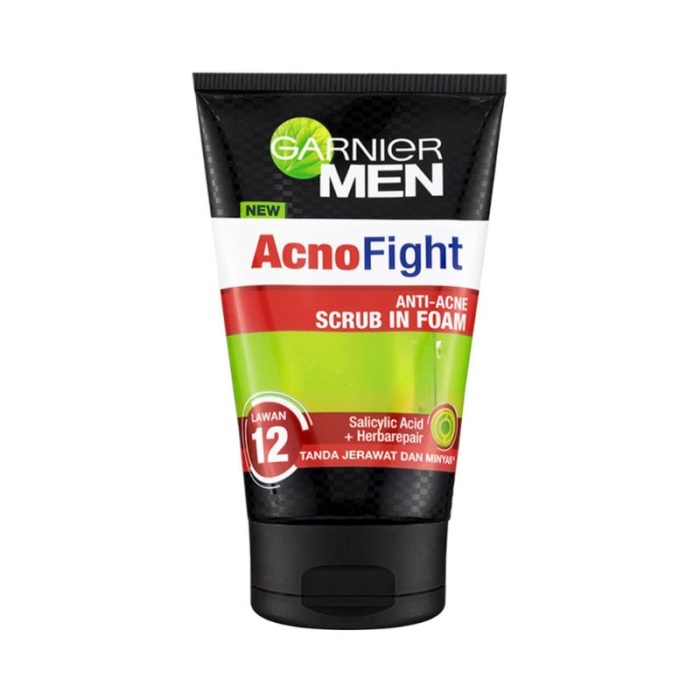 GARNIER
MEN
NEW
AcnoFight
ANTI-ACNE
SCRUB IN FOAM
LAWAN
12
Salicylic Acid
+ Herbarepair
TANDA JERAWAT DAN MINYAK*